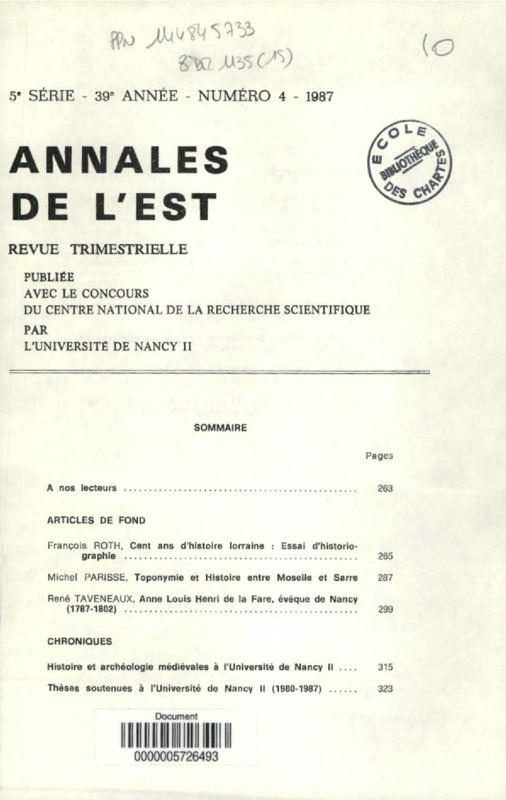 PPN 144845733
10
5e SÉRIE - 39e ANNÉE - NUMÉRO 4 - 1987
ANNALES
DE L'EST
ECOLE
BIBLIOTHÈQUE
DES CHARTES
REVUE TRIMESTRIELLE
PUBLIÉE
AVEC LE CONCOURS
DU CENTRE NATIONAL DE LA RECHERCHE SCIENTIFIQUE
PAR
L'UNIVERSITÉ DE NANCY II
SOMMAIRE
Pages
A nos lecteurs ........................................ 263
ARTICLES DE FOND
François ROTH, Cent ans d'histoire lorraine : Essai d'historio-
graphie ........................................ 265
Michel PARISSE, Toponymie et Histoire entre Moselle et Sarre 287
René TAVENEAUX, Anne Louis Henri de la Fare, évêque de Nancy
(1787-1802) ........................................ 299
CHRONIQUES
Histoire et archéologie médiévales à l'Université de Nancy II .... 315
Thèses soutenues à l'Université de Nancy II (1980-1987) ...... 323
Document
0000005726493